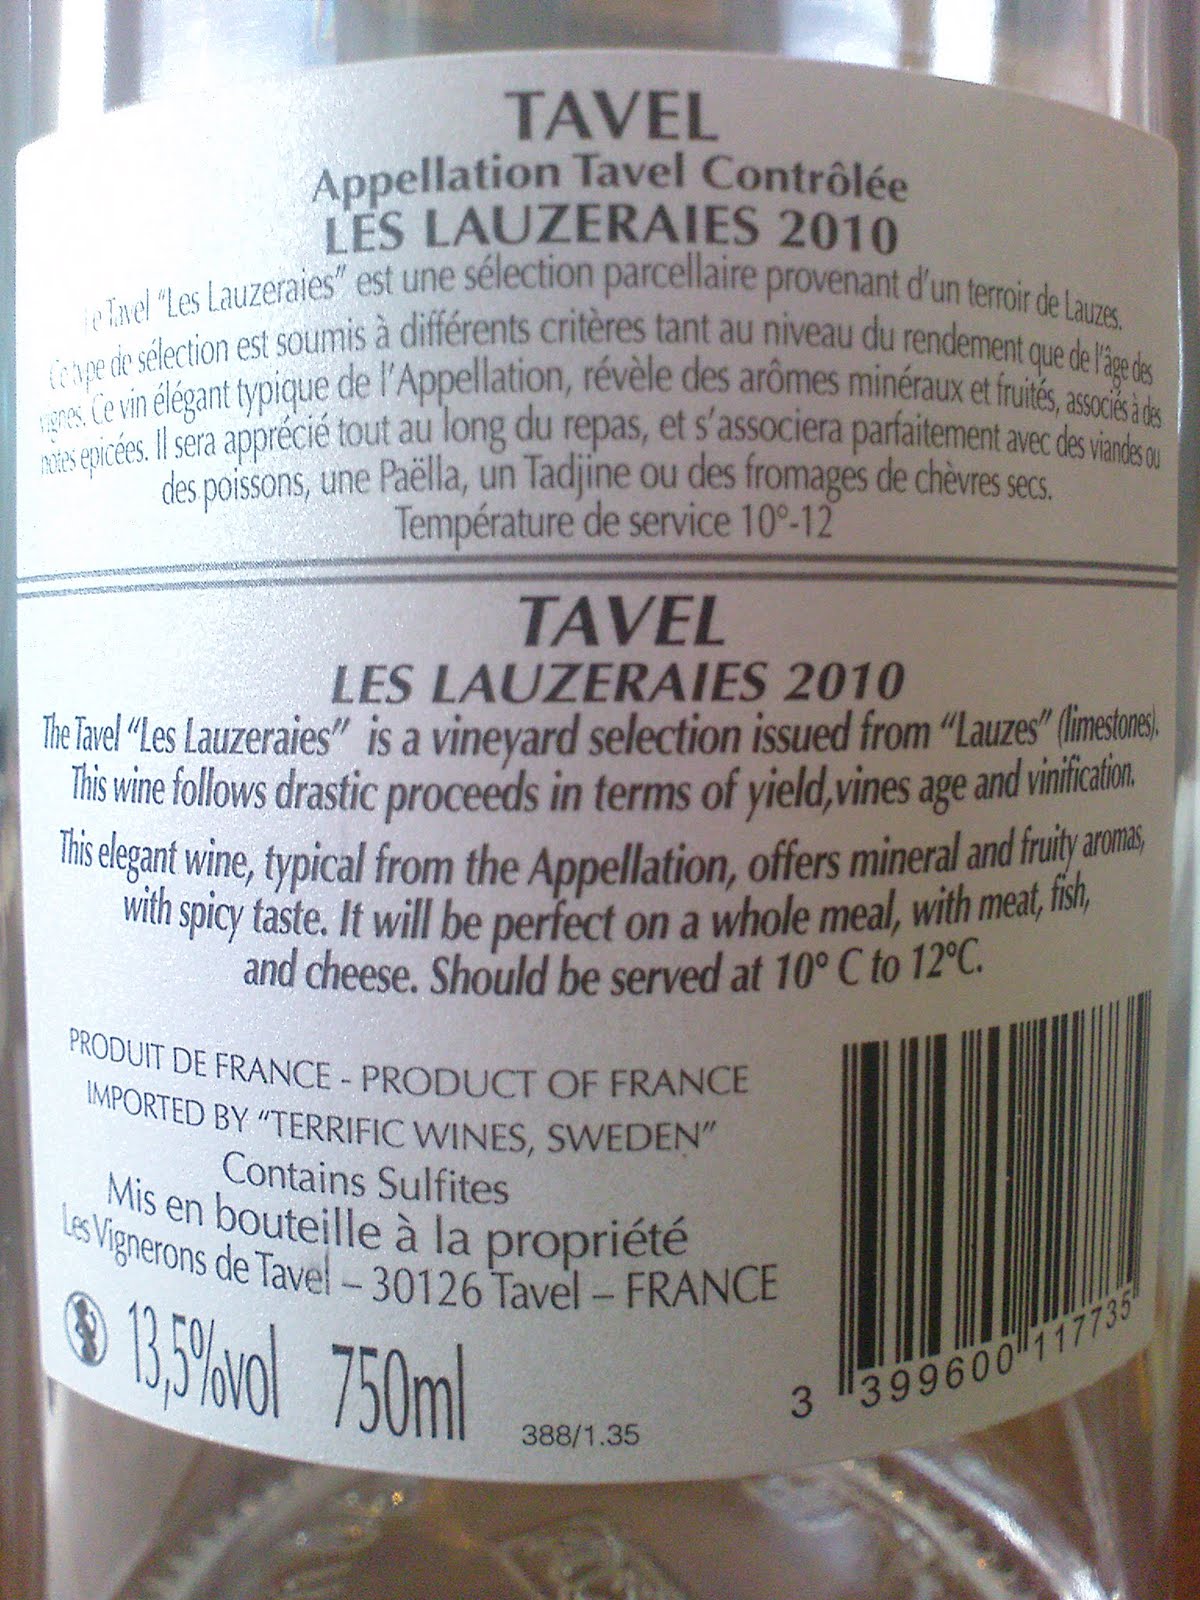 TAVEL
Appellation Tavel Contrôlée
LES LAUZERAIES 2010
Le Tavel "Les Lauzeraies" est une sélection parcellaire provenant d'un terroir de Lauzes.
Ce type de sélection est soumis à différents critères tant au niveau du rendement que de l'âge des
vignes. Ce vin élégant typique de l'Appellation, révèle des arômes minéraux et fruités, associés à des
notes epicées. Il sera apprécié tout au long du repas, et s'associera parfaitement avec des viandes ou
des poissons, une Paëlla, un Tadjine ou des fromages de chèvres secs.
Température de service 10°-12
TAVEL
LES LAUZERAIES 2010
The Tavel "Les Lauzeraies" is a vineyard selection issued from "Lauzes" (limestones).
This wine follows drastic proceeds in terms of yield,vines age and vinification.
This elegant wine, typical from the Appellation, offers mineral and fruity aromas,
with spicy taste. It will be perfect on a whole meal, with meat, fish,
and cheese. Should be served at 10° C to 12°C.
PRODUIT DE FRANCE - PRODUCT OF FRANCE
IMPORTED BY "TERRIFIC WINES, SWEDEN"
Contains Sulfites
Mis en bouteille à la propriété
Les Vignerons de Tavel – 30126 Tavel – FRANCE
13,5%vol 750ml
388/1.35
3 399600 117735